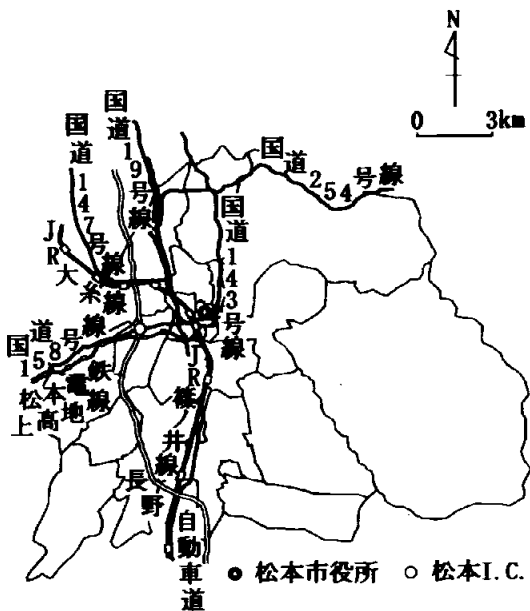 N
0 3km
国道19号線
国道147号線
国道254号線
国道143号線
JR大糸線
国道158号線
松本電鉄
上高地線
JR篠ノ井線
長野自動車道
松本市役所
松本I.C.